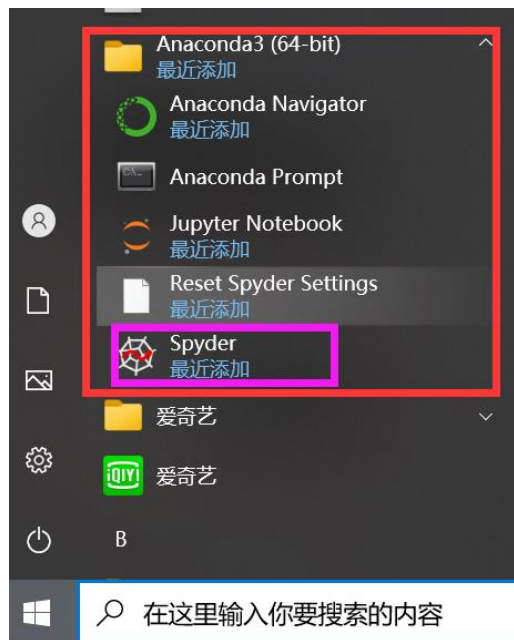 Anaconda3 (64-bit)
最近添加
Anaconda Navigator
最近添加
Anaconda Prompt
Jupyter Notebook
最近添加
Reset Spyder Settings
最近添加
Spyder
最近添加
爱奇艺
iQIYI
爱奇艺
B
在这里输入你要搜索的内容